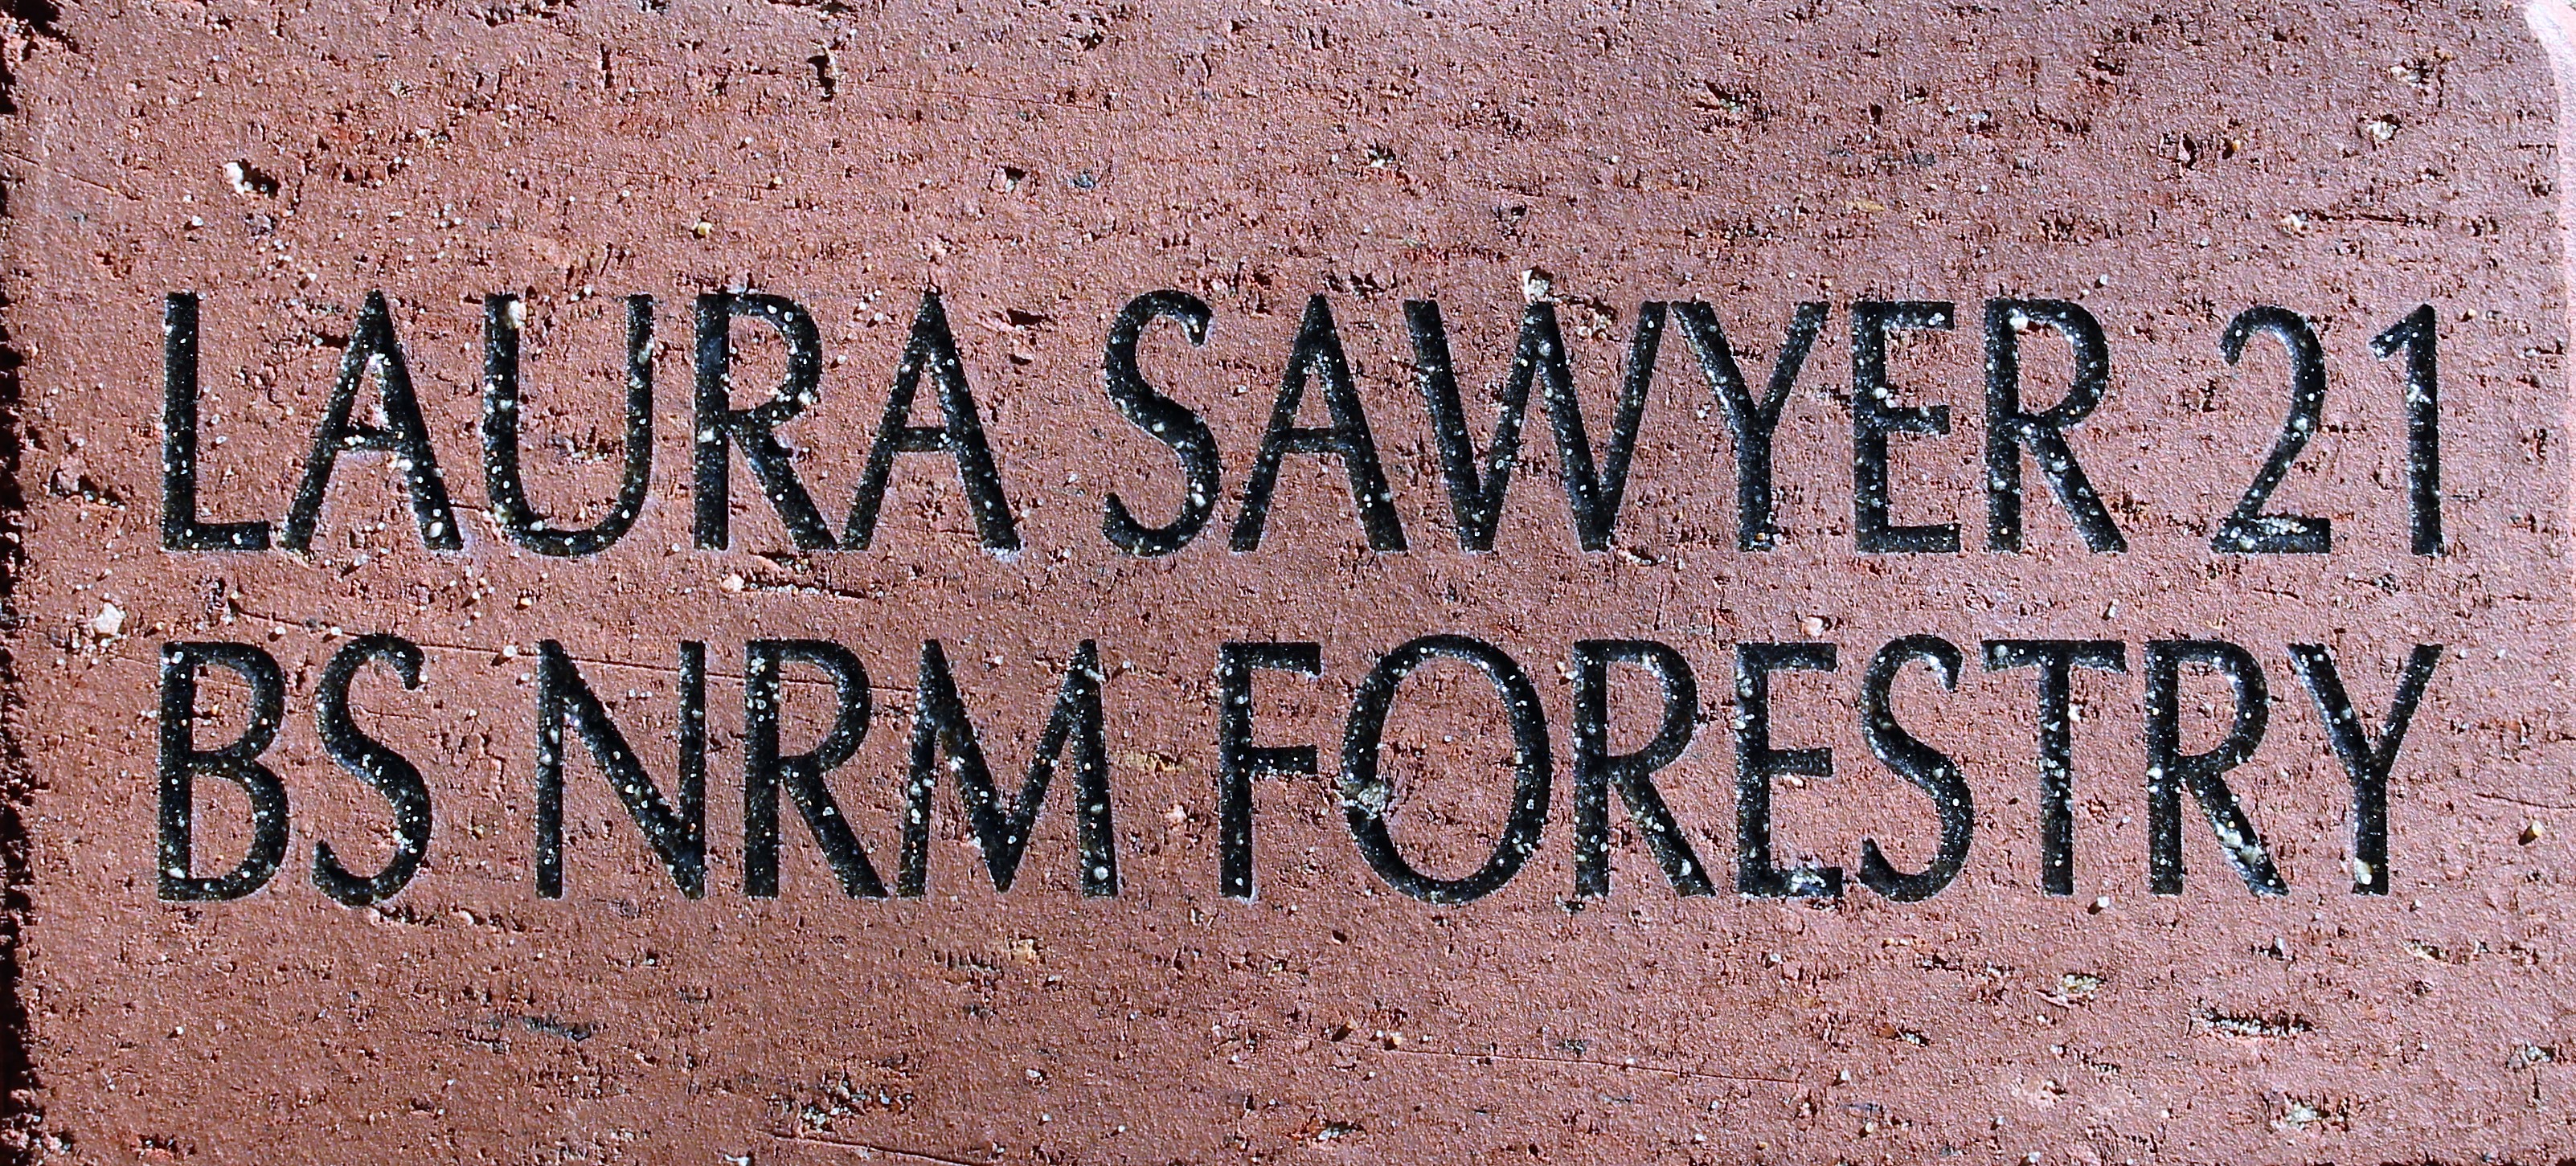 LAURA SAWYER 21
BS NRM FORESTRY